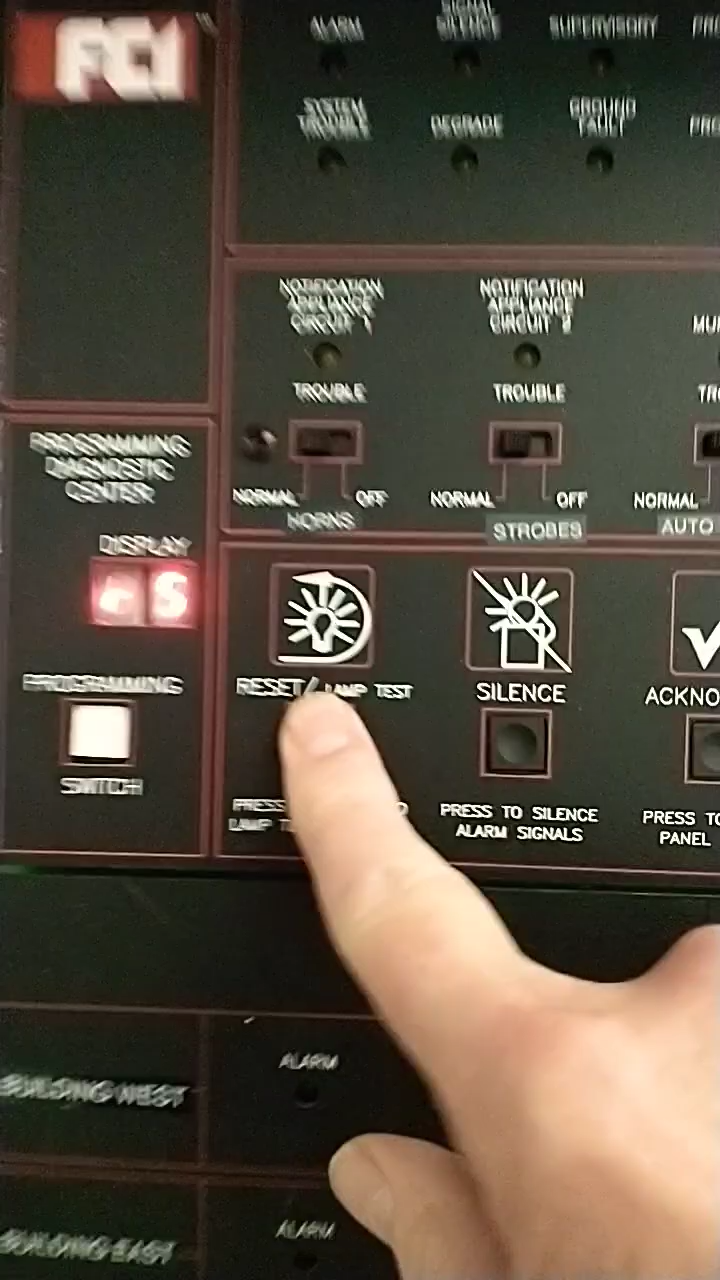 FCI
ALARM
SIGNAL
SILENCE
SUPERVISORY
SYSTEM
TROUBLE
DEGRADE
GROUND
FAULT
NOTIFICATION
APPLIANCE
CIRCUIT 1
TROUBLE
NORMAL
OFF
HORNS
NOTIFICATION
APPLIANCE
CIRCUIT 2
TROUBLE
NORMAL
OFF
STROBES
NORMAL
AUTO
PROGRAMMING
DIAGNOSTIC
CENTER
DISPLAY
PROGRAMMING
SWITCH
RESET/LAMP TEST
PRESS
LAMP
SILENCE
PRESS TO SILENCE
ALARM SIGNALS
ACKNO
PRESS TO
PANEL
BUILDING WEST
ALARM
BUILDING EAST
ALARM